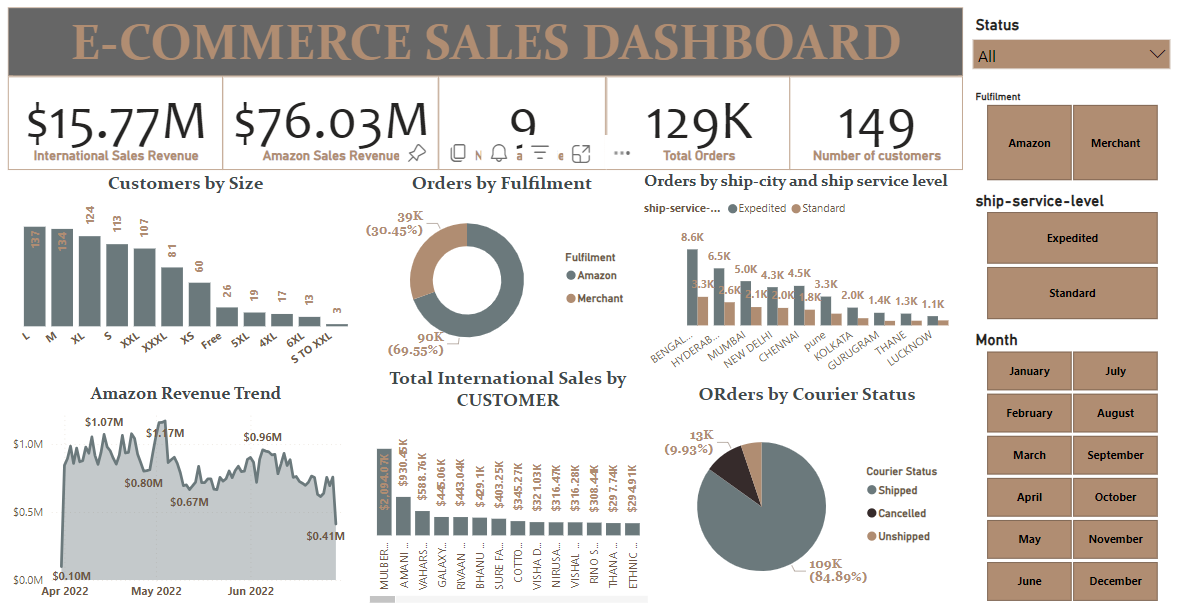 E-COMMERCE SALES DASHBOARD
$15.77M
International Sales Revenue
$76.03M
Amazon Sales Revenue
9
129K
Total Orders
149
Number of customers
Status
All
Fulfilment
Amazon
Merchant
ship-service-level
Expedited
Standard
Month
January
July
February
August
March
September
April
October
May
November
June
December
Customers by Size
137
134
124
113
107
81
60
26
19
17
13
3
L
M
XL
S
XXL
XXXL
XS
Free
5XL
4XL
6XL
S TO XXL
Orders by Fulfilment
39K
(30.45%)
90K
(69.55%)
Fulfilment
Amazon
Merchant
Orders by ship-city and ship service level
ship-service-...
Expedited
Standard
8.6K
6.5K
5.0K
4.3K
4.5K
3.3K
2.0K
1.4K
1.3K
1.1K
3.3K
2.6K
2.1K
2.0K
1.8K
BENGAL...
HYDERAB...
MUMBAI
NEW DELHI
CHENNAI
pune
KOLKATA
GURUGRAM
THANE
LUCKNOW
Amazon Revenue Trend
$1.0M
$0.5M
$0.0M
$1.07M
$1.17M
$0.80M
$0.67M
$0.96M
$0.41M
$0.10M
Apr 2022
May 2022
Jun 2022
Total International Sales by
CUSTOMER
$2,094.07K
$930.45K
$588.76K
$445.06K
$443.04K
$429.1K
$403.25K
$345.27K
$321.03K
$316.47K
$316.28K
$308.44K
$297.74K
$294.91K
MULBER...
AMANI ...
VAHARS...
GALAXY...
RIVAAN ...
BHANU ...
SURE FA...
COTTO...
VISHA D...
NIRUSA...
VISHAL ...
RINO S...
THANA ...
ETHNIC ...
ORders by Courier Status
13K
(9.93%)
109K
(84.89%)
Courier Status
Shipped
Cancelled
Unshipped